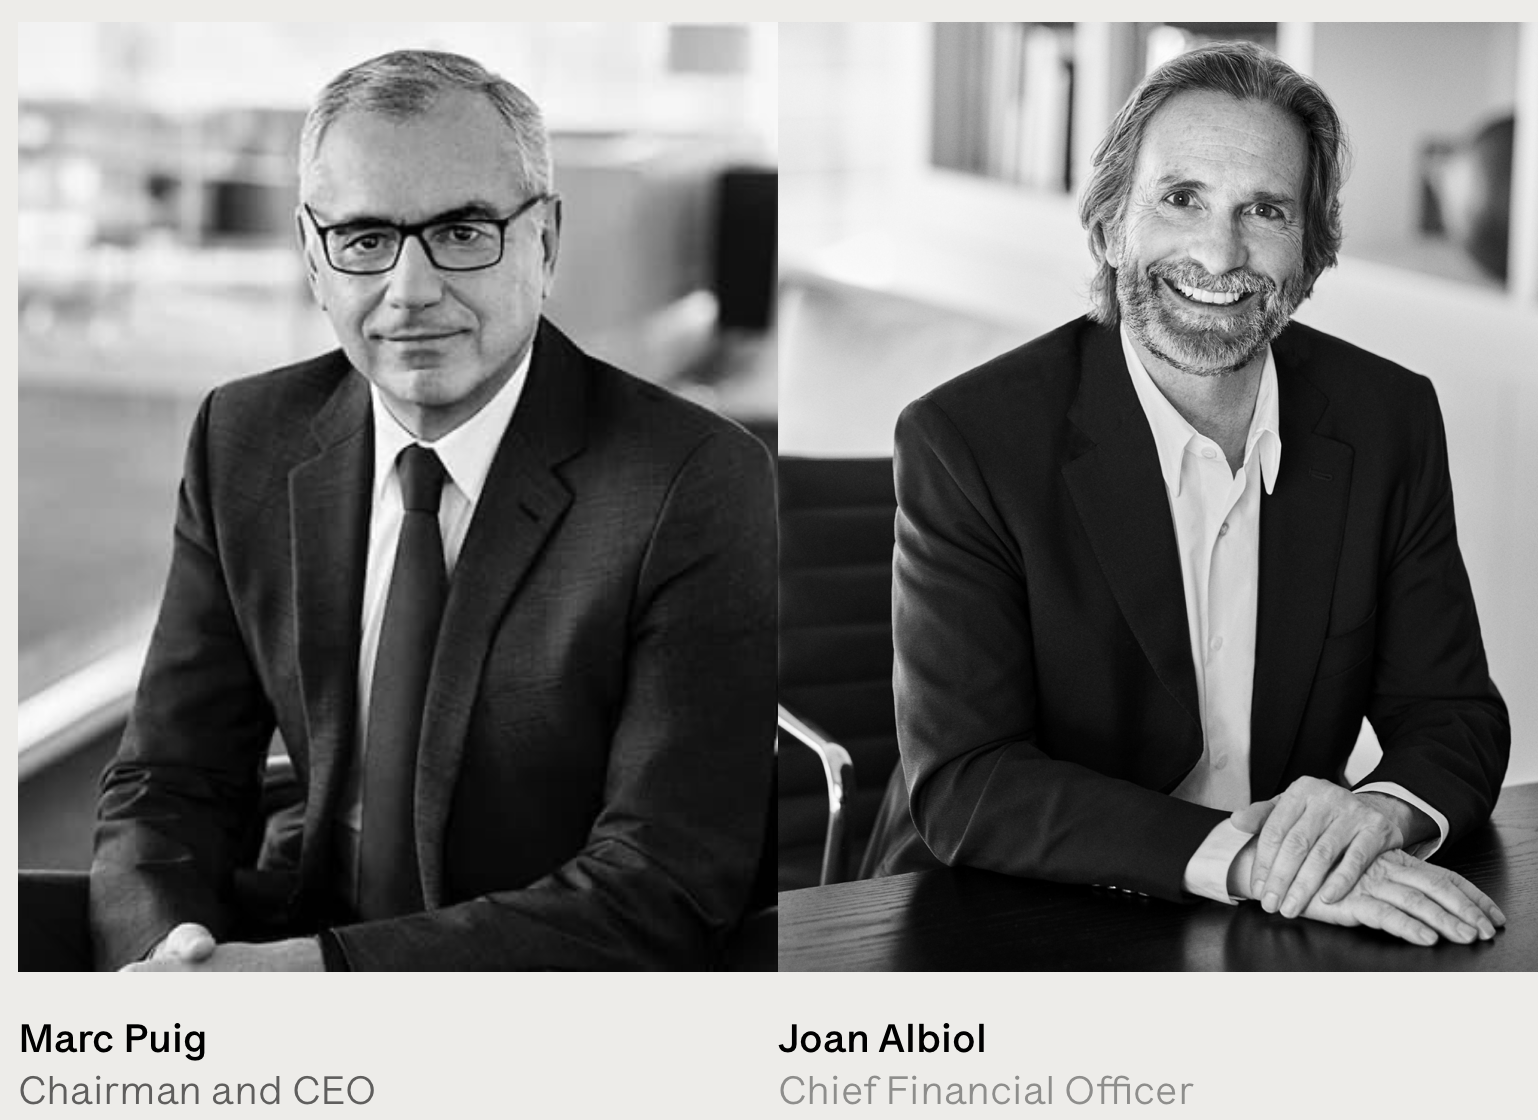 Marc Puig
Chairman and CEO
Joan Albiol
Chief Financial Officer